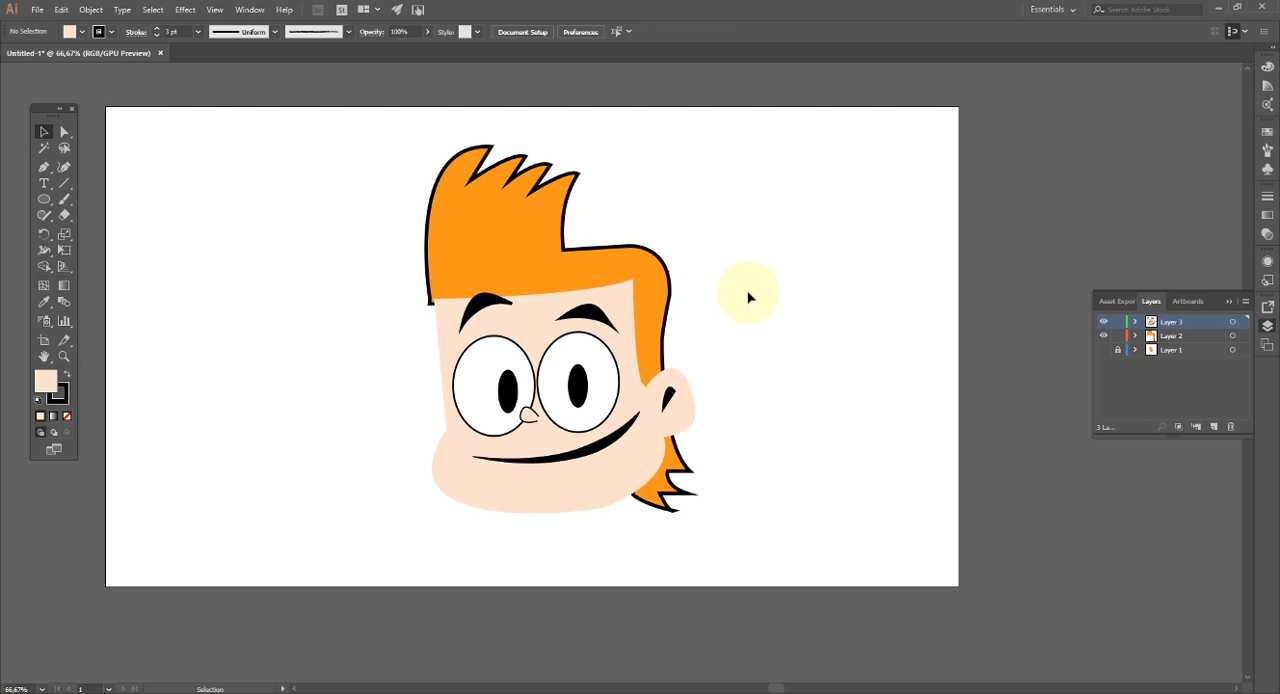 Ai File Edit Object Type Select Effect View Window Help Br St Essentials Search Adobe Stock
No Selection Stroke: 3 pt Uniform Opacity: 100% Style: Document Setup Preferences
Untitled-1* @ 66,67% (RGB/GPU Preview) ×
Asset Expor Layers Artboards
Layer 3
Layer 2
Layer 1
3 La...
66,67% 1 Selection